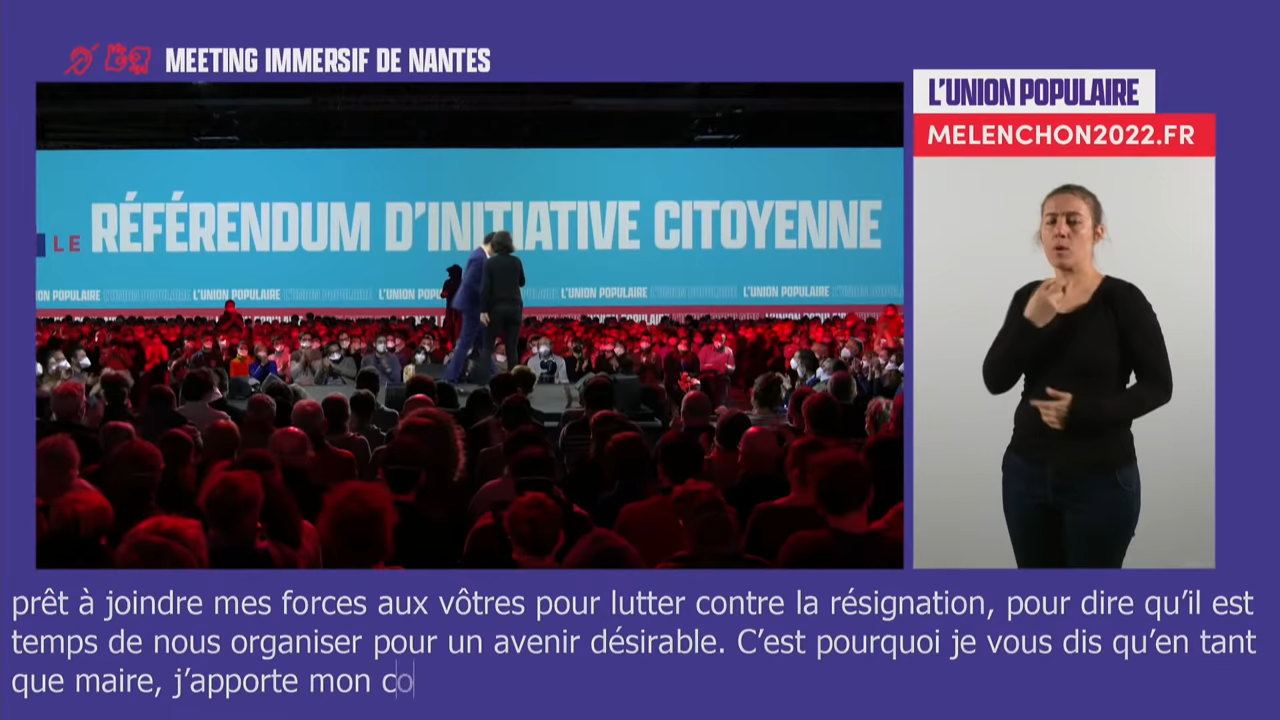 MEETING IMMERSIF DE NANTES
L'UNION POPULAIRE
MELENCHON2022.FR
LE RÉFÉRENDUM D'INITIATIVE CITOYENNE
ON POPULAIRE L'UNION POPULAIRE L'UNION POPULAIRE L'UNION POPULAIRE L'UNION POPULAIRE L'UNION POPULAIRE
prêt à joindre mes forces aux vôtres pour lutter contre la résignation, pour dire qu’il est
temps de nous organiser pour un avenir désirable. C’est pourquoi je vous dis qu’en tant
que maire, j’apporte mon co